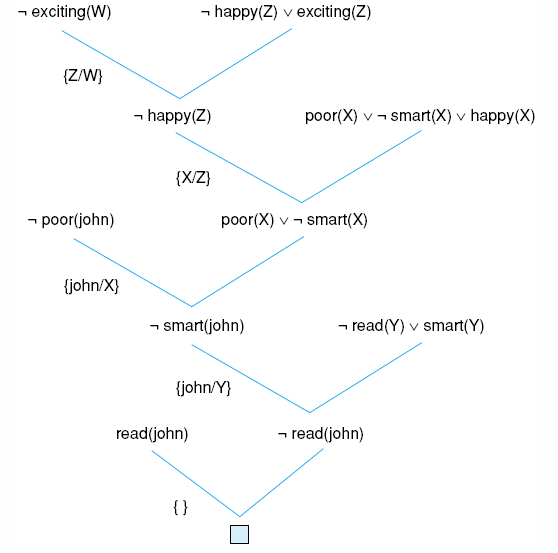 ¬ exciting(W) ¬ happy(Z) ∨ exciting(Z)
{Z/W}
¬ happy(Z) poor(X) ∨ ¬ smart(X) ∨ happy(X)
{X/Z}
¬ poor(john) poor(X) ∨ ¬ smart(X)
{john/X}
¬ smart(john) ¬ read(Y) ∨ smart(Y)
{john/Y}
read(john) ¬ read(john)
{ }